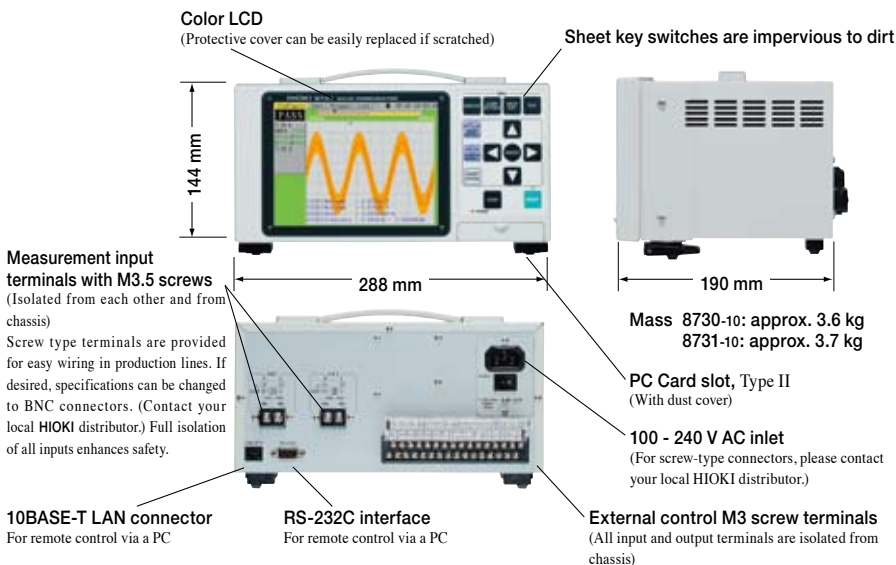 Color LCD
(Protective cover can be easily replaced if scratched)
Sheet key switches are impervious to dirt
PASS
144 mm
288 mm
190 mm
Measurement input
terminals with M3.5 screws
(Isolated from each other and from
chassis)
Screw type terminals are provided
for easy wiring in production lines. If
desired, specifications can be changed
to BNC connectors. (Contact your
local HIOKI distributor.) Full isolation
of all inputs enhances safety.
Mass 8730-10: approx. 3.6 kg
8731-10: approx. 3.7 kg
PC Card slot, Type II
(With dust cover)
100 - 240 V AC inlet
(For screw-type connectors, please contact
your local HIOKI distributor.)
10BASE-T LAN connector
For remote control via a PC
RS-232C interface
For remote control via a PC
External control M3 screw terminals
(All input and output terminals are isolated from
chassis)